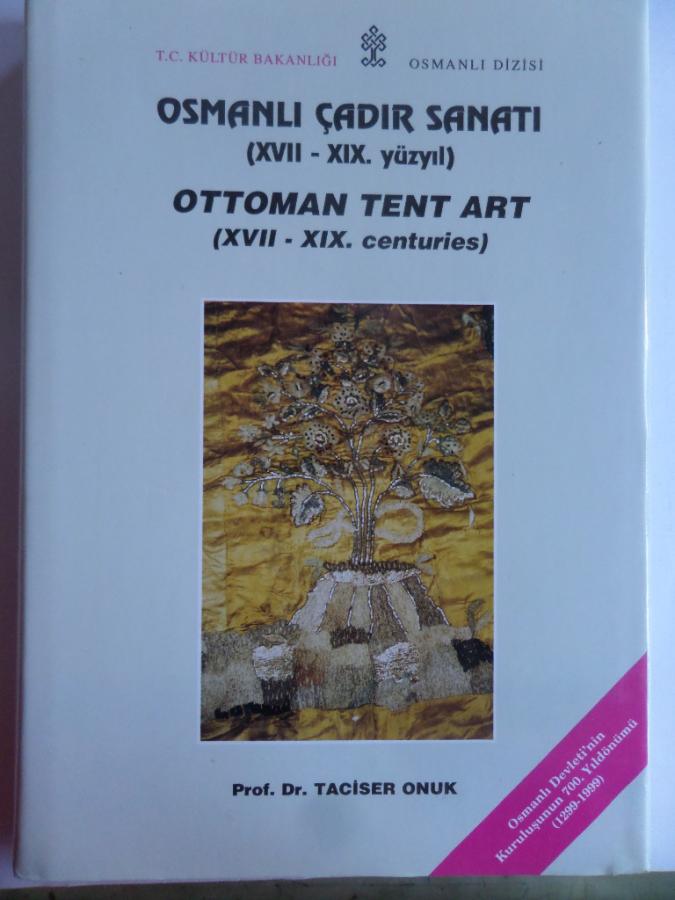 T.C. KÜLTÜR BAKANLIĞI OSMANLI DİZİSİ
OSMANLI ÇADIR SANATI
(XVII - XIX. yüzyıl)
OTTOMAN TENT ART
(XVII - XIX. centuries)
Prof. Dr. TACİSER ONUK
Osmanlı Devleti'nin
Kuruluşunun 700. Yıldönümü
(1299-1999)